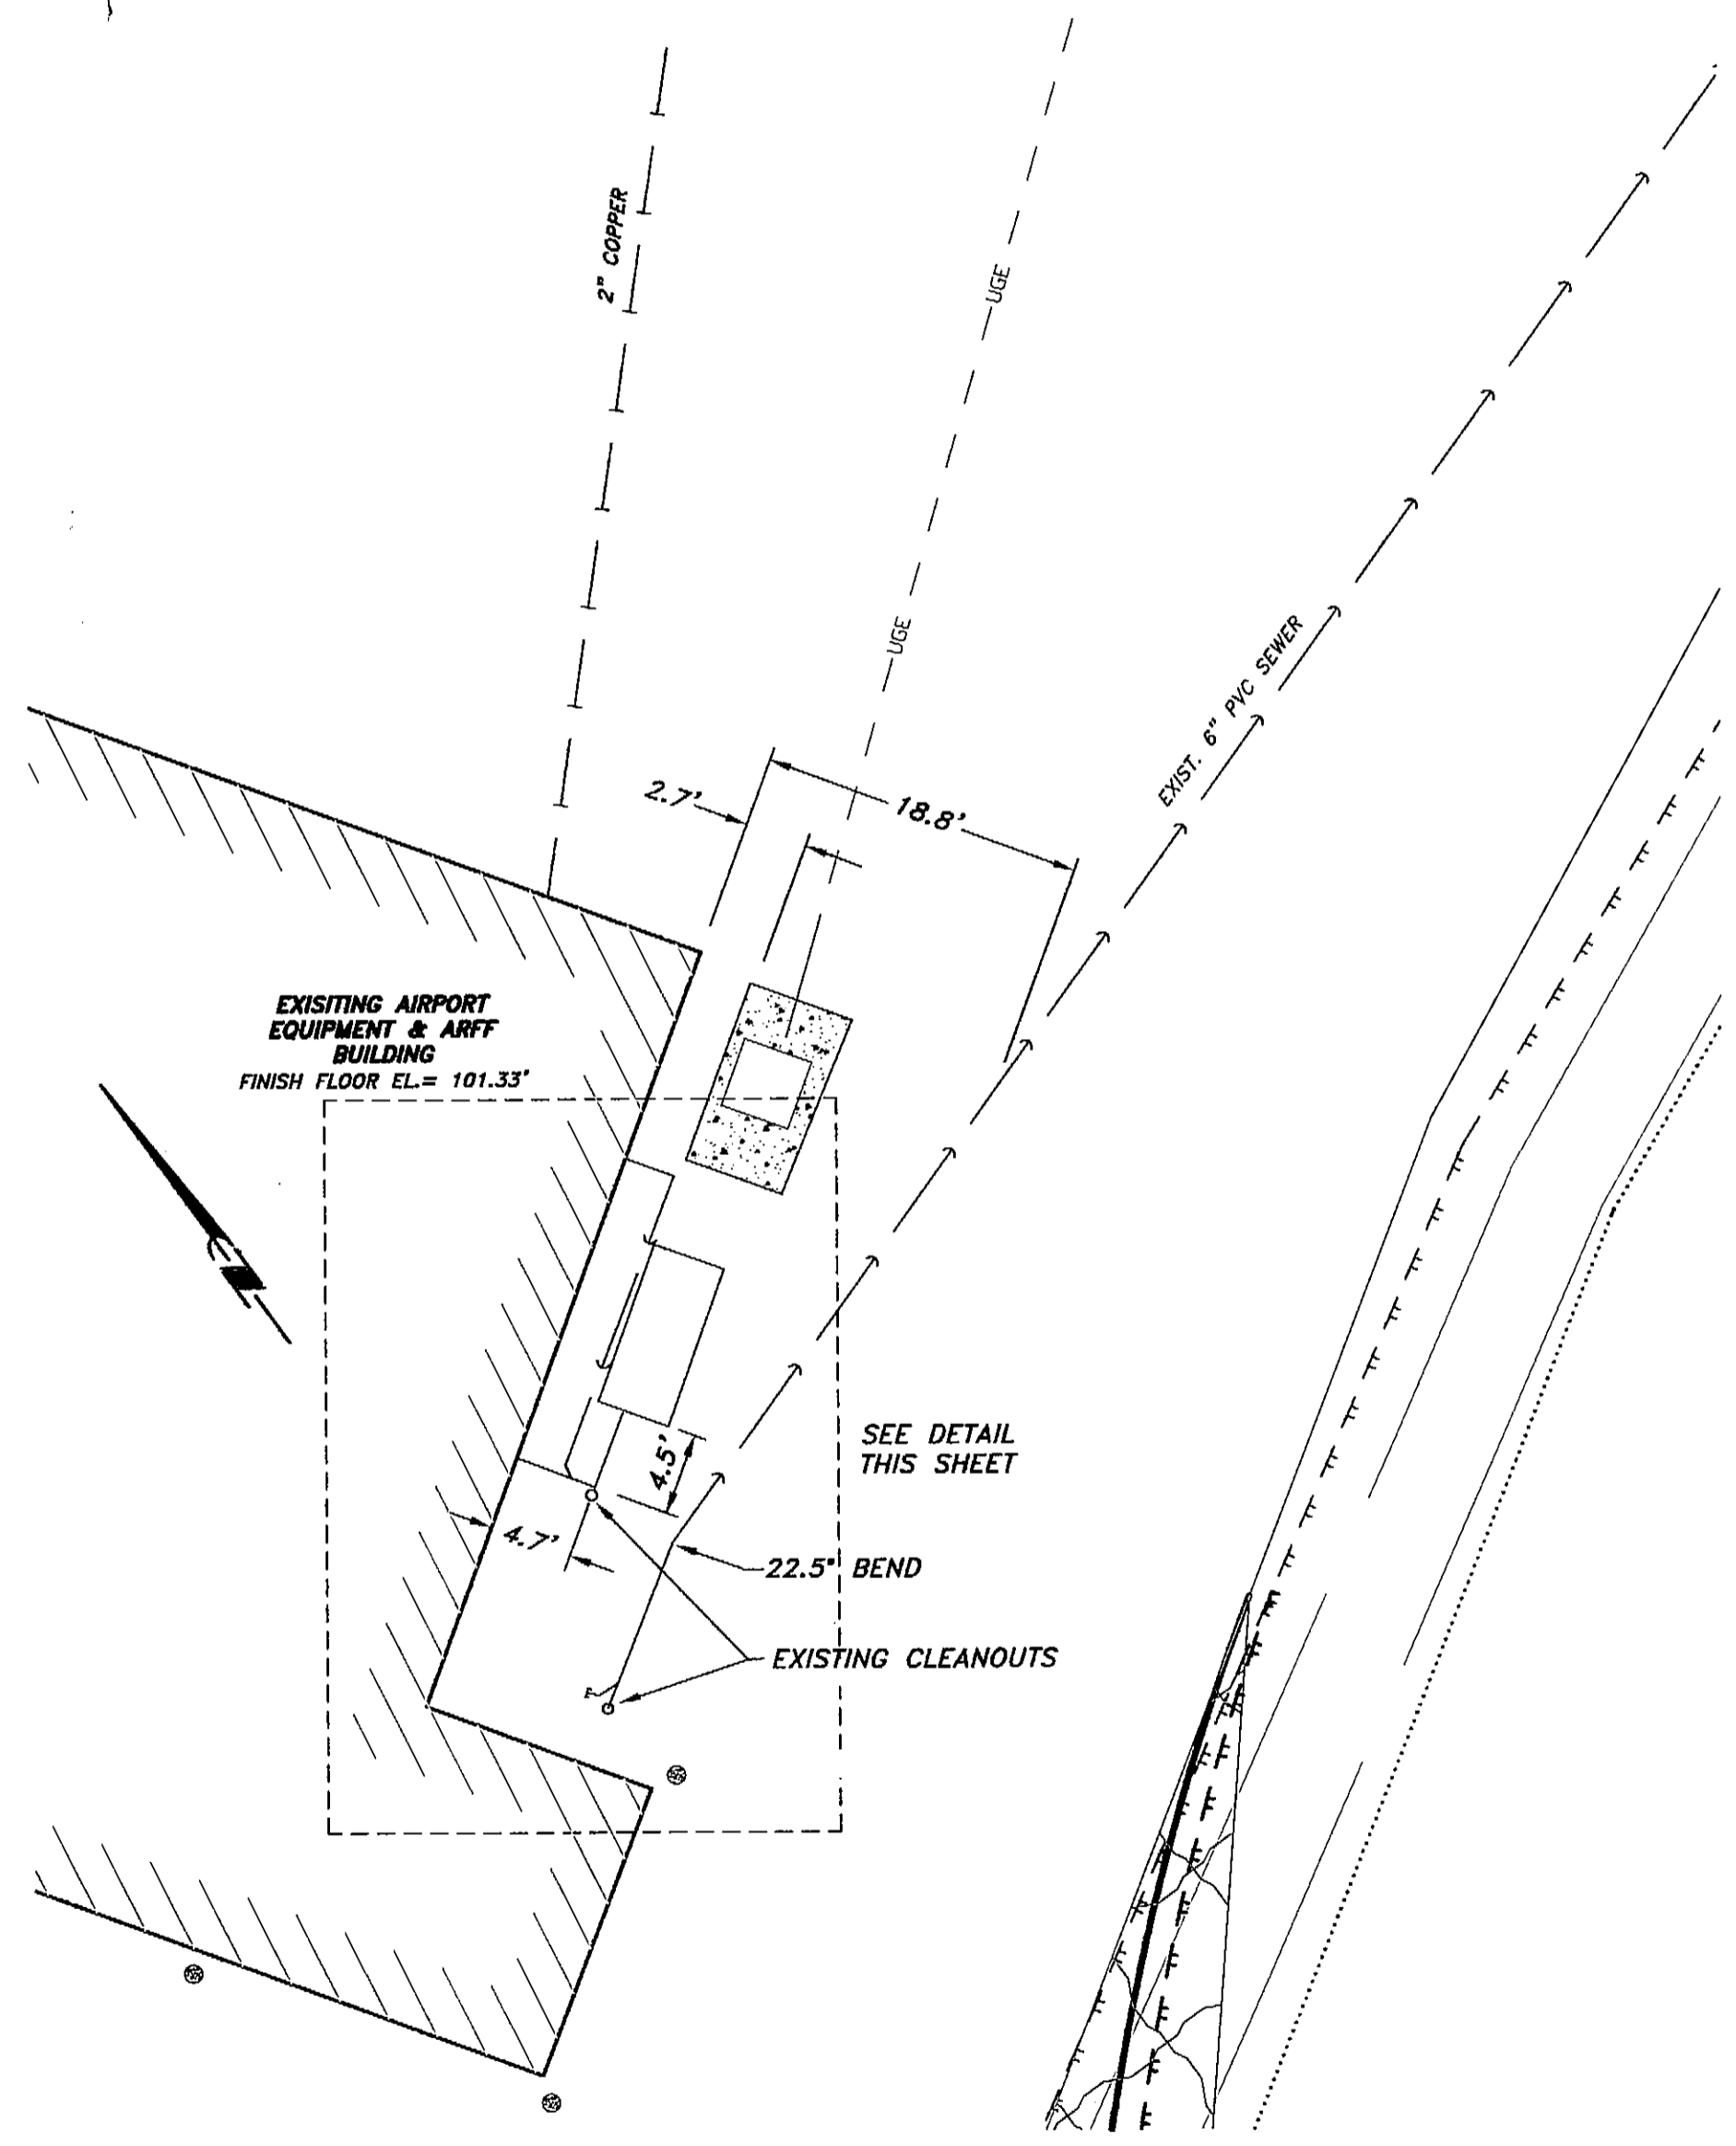 2" COPPER
UGE
UGE
EXIST. 6" PVC SEWER
2.7'
18.8'
EXISITING AIRPORT
EQUIPMENT & ARFF
BUILDING
FINISH FLOOR EL.= 101.33'
SEE DETAIL
THIS SHEET
4.5'
4.7'
22.5° BEND
EXISTING CLEANOUTS